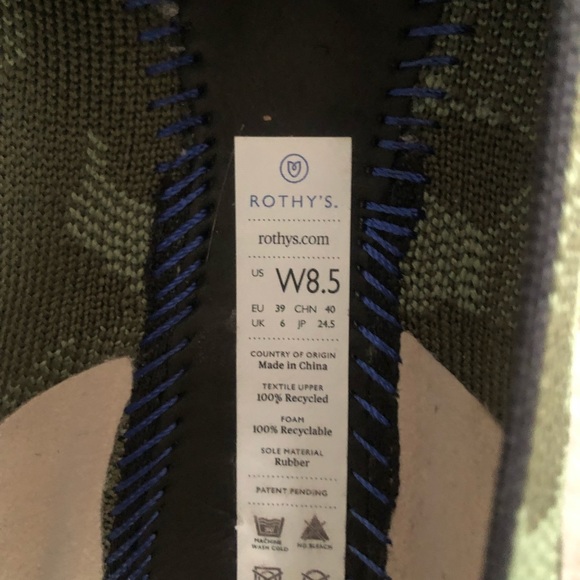 ROTHY'S.
rothys.com
US W8.5
EU 39 CHN 40
UK 6 JP 24.5
COUNTRY OF ORIGIN
Made in China
TEXTILE UPPER
100% Recycled
FOAM
100% Recyclable
SOLE MATERIAL
Rubber
PATENT PENDING
MACHINE WASH COLD
NO BLEACH